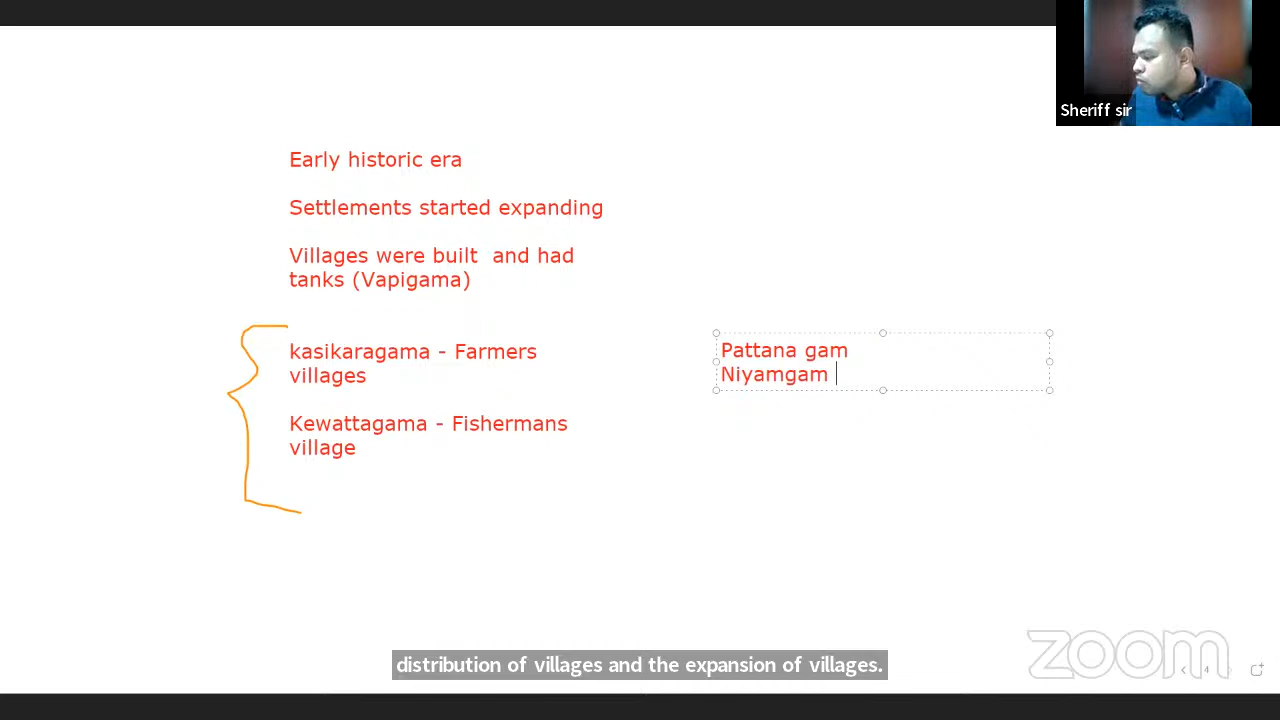 Sheriff sir
Early historic era
Settlements started expanding
Villages were built  and had
tanks (Vapigama)
kasikaragama - Farmers
villages
Kewattagama - Fishermans
village
Pattana gam
Niyamgam
distribution of villages and the expansion of villages.
zoom
4